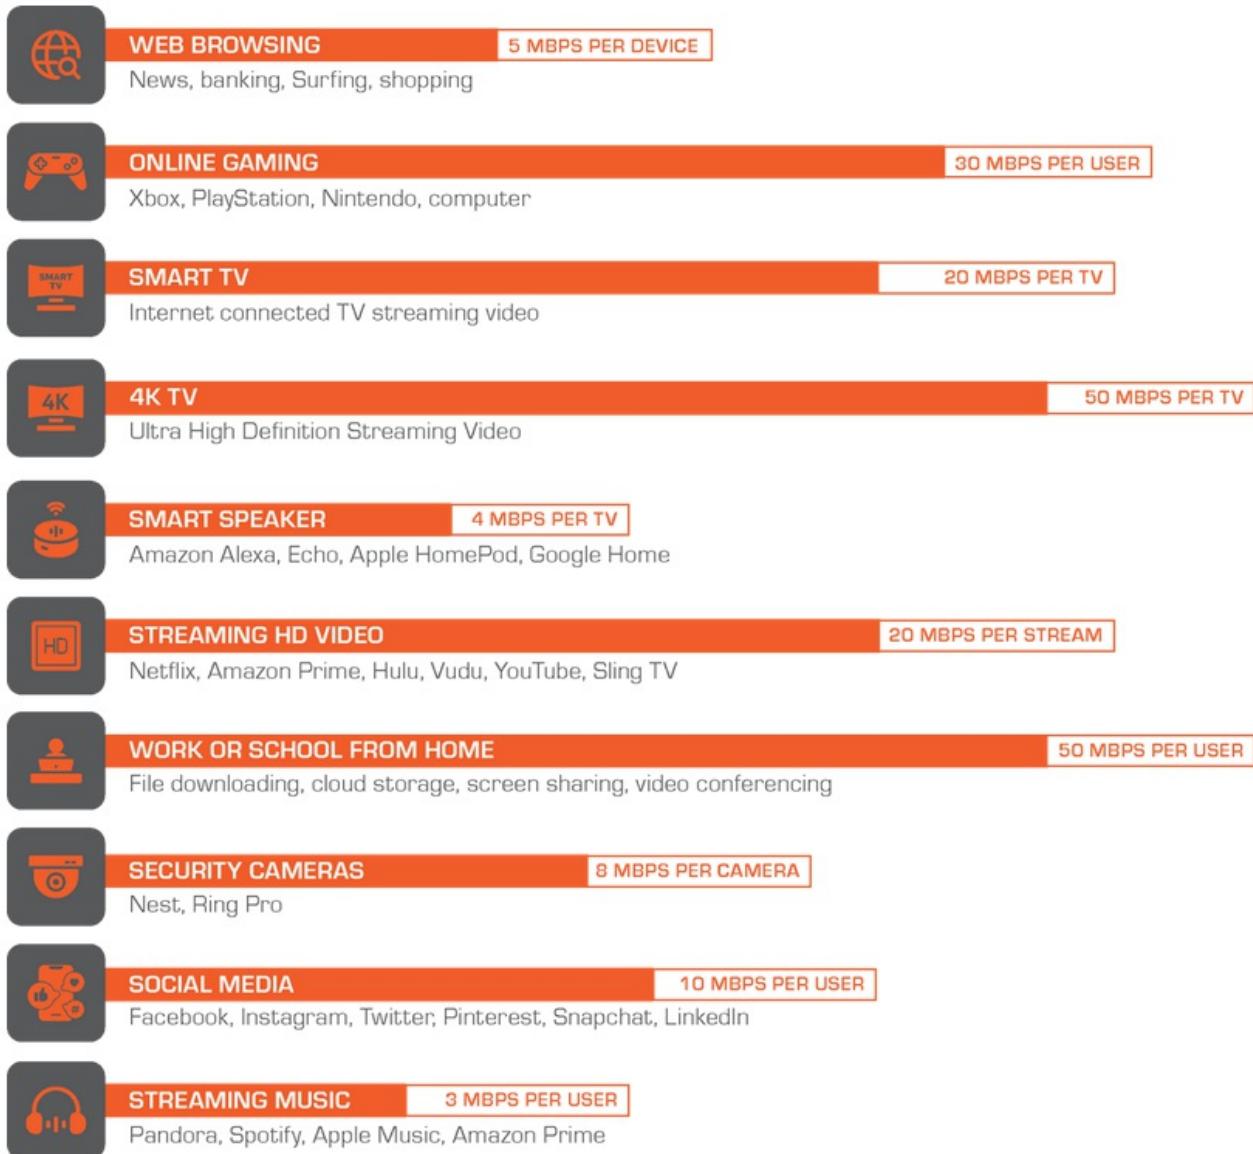 WEB BROWSING 5 MBPS PER DEVICE
News, banking, Surfing, shopping
ONLINE GAMING 30 MBPS PER USER
Xbox, PlayStation, Nintendo, computer
SMART TV
SMART TV 20 MBPS PER TV
Internet connected TV streaming video
4K
4K TV 50 MBPS PER TV
Ultra High Definition Streaming Video
SMART SPEAKER 4 MBPS PER TV
Amazon Alexa, Echo, Apple HomePod, Google Home
HD
STREAMING HD VIDEO 20 MBPS PER STREAM
Netflix, Amazon Prime, Hulu, Vudu, YouTube, Sling TV
WORK OR SCHOOL FROM HOME 50 MBPS PER USER
File downloading, cloud storage, screen sharing, video conferencing
SECURITY CAMERAS 8 MBPS PER CAMERA
Nest, Ring Pro
SOCIAL MEDIA 10 MBPS PER USER
Facebook, Instagram, Twitter, Pinterest, Snapchat, LinkedIn
STREAMING MUSIC 3 MBPS PER USER
Pandora, Spotify, Apple Music, Amazon Prime